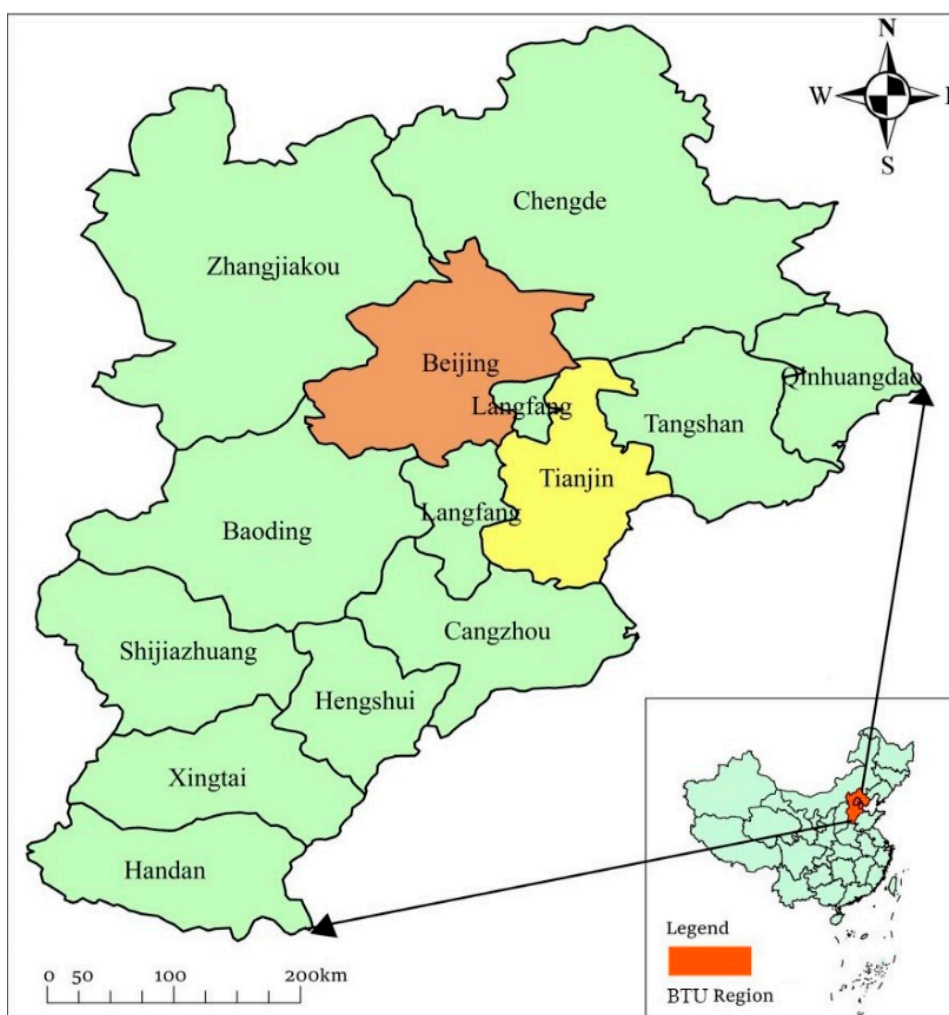 N
W
E
S
Chengde
Zhangjiakou
Beijing
Qinhuangdao
Langfang
Tangshan
Tianjin
Langfang
Baoding
Cangzhou
Shijiazhuang
Hengshui
Xingtai
Handan
0 50 100 200km
Legend
BTU Region